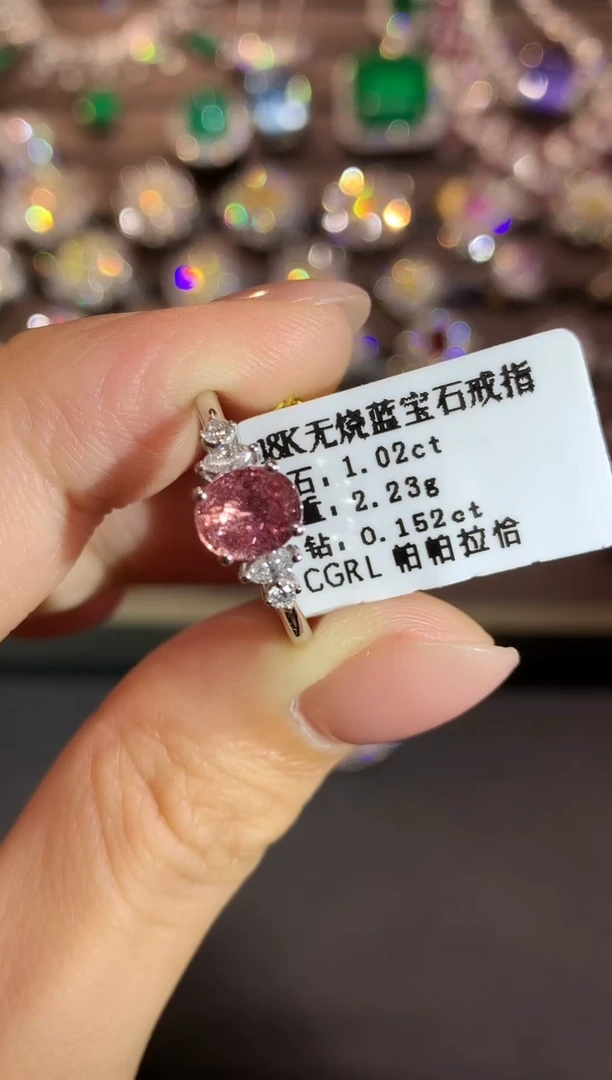 18K无烧蓝宝石戒指
石: 1.02ct
重: 2.23g
钻: 0.152ct
CGRL 帕帕拉恰